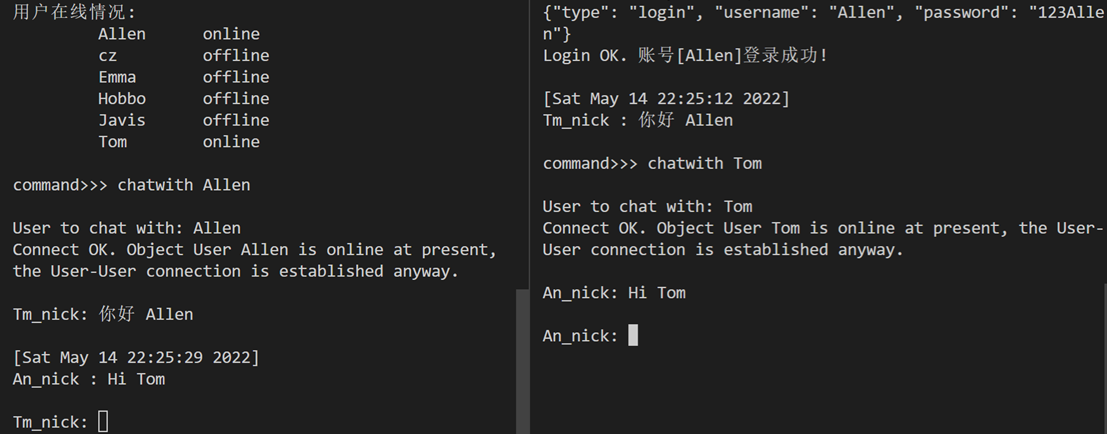 用户在线情况:
Allen online
cz offline
Emma offline
Hobbo offline
Javis offline
Tom online
command>>> chatwith Allen
User to chat with: Allen
Connect OK. Object User Allen is online at present,
the User-User connection is established anyway.
Tm_nick: 你好 Allen
[Sat May 14 22:25:29 2022]
An_nick : Hi Tom
Tm_nick:
{"type": "login", "username": "Allen", "password": "123Alle
n"}
Login OK. 账号[Allen]登录成功!
[Sat May 14 22:25:12 2022]
Tm_nick : 你好 Allen
command>>> chatwith Tom
User to chat with: Tom
Connect OK. Object User Tom is online at present, the User-
User connection is established anyway.
An_nick: Hi Tom
An_nick: